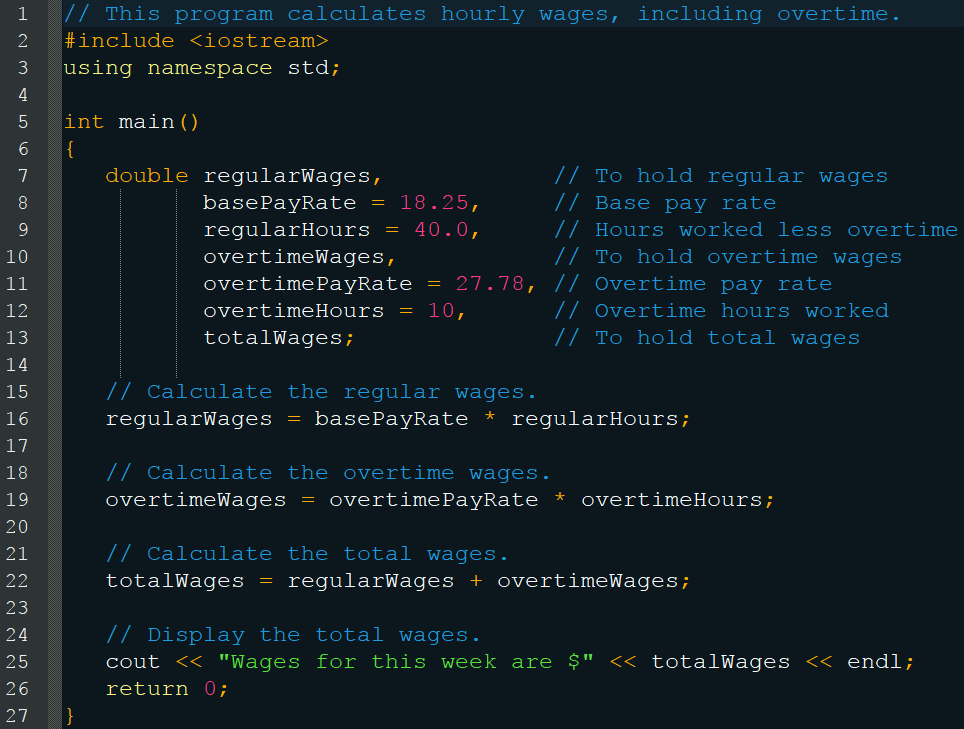 1 // This program calculates hourly wages, including overtime.
2 #include <iostream>
3 using namespace std;
4
5 int main()
6 {
7    double regularWages,             // To hold regular wages
8           basePayRate = 18.25,      // Base pay rate
9           regularHours = 40.0,      // Hours worked less overtime
10          overtimeWages,            // To hold overtime wages
11          overtimePayRate = 27.78,  // Overtime pay rate
12          overtimeHours = 10,       // Overtime hours worked
13          totalWages;               // To hold total wages
14
15   // Calculate the regular wages.
16   regularWages = basePayRate * regularHours;
17
18   // Calculate the overtime wages.
19   overtimeWages = overtimePayRate * overtimeHours;
20
21   // Calculate the total wages.
22   totalWages = regularWages + overtimeWages;
23
24   // Display the total wages.
25   cout << "Wages for this week are $" << totalWages << endl;
26   return 0;
27 }